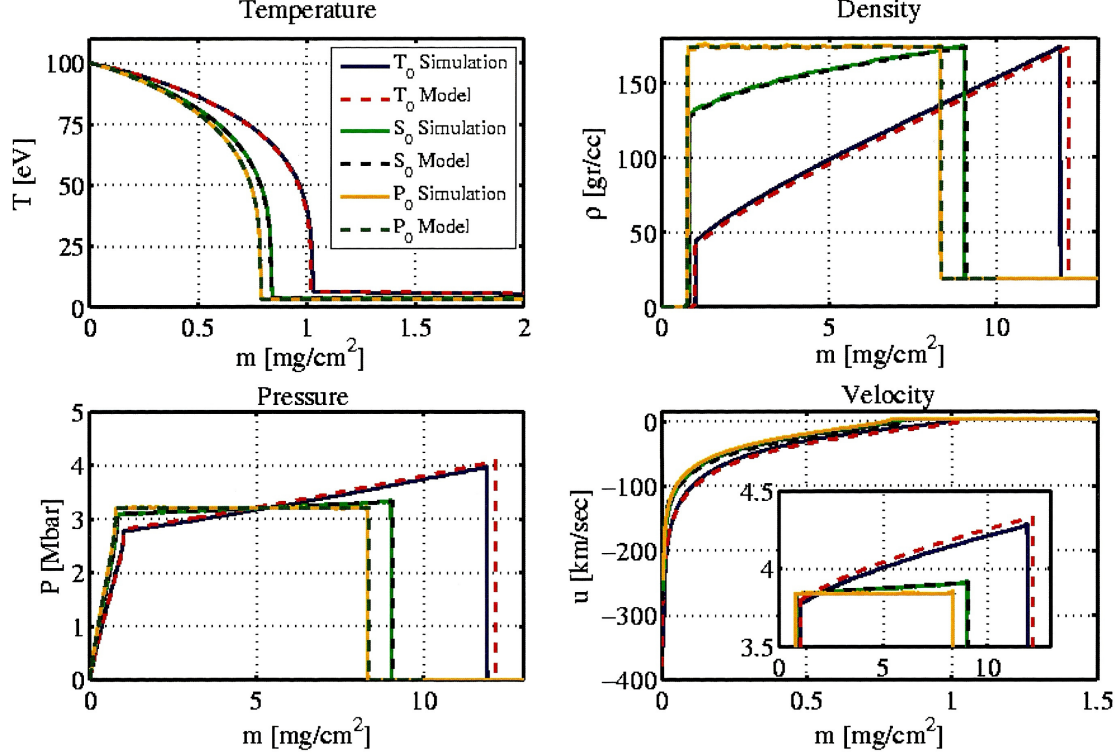 Temperature
100
75
50
25
0
T [eV]
0 0.5 1 1.5 2
m [mg/cm²]
T₀ Simulation
T₀ Model
S₀ Simulation
S₀ Model
P₀ Simulation
P₀ Model
Density
150
100
50
0
ρ [gr/cc]
0 5 10
m [mg/cm²]
Pressure
5
4
3
2
1
0
P [Mbar]
0 5 10
m [mg/cm²]
Velocity
0
−100
−200
−300
−400
u [km/sec]
4.5
4
3.5
0 5 10
0 0.5 1 1.5
m [mg/cm²]